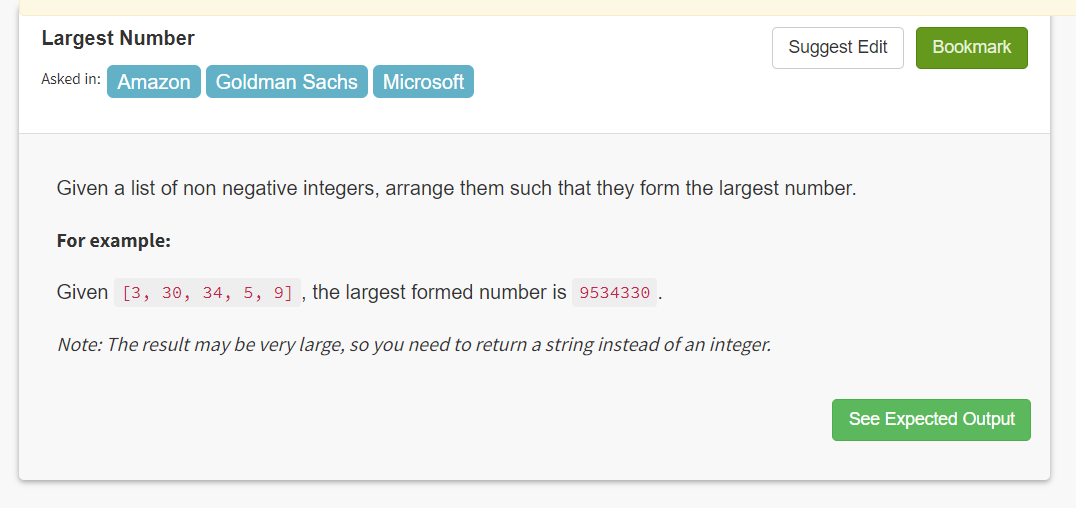 Largest Number
Suggest Edit
Bookmark
Asked in: Amazon Goldman Sachs Microsoft
Given a list of non negative integers, arrange them such that they form the largest number.
For example:
Given [3, 30, 34, 5, 9], the largest formed number is 9534330.
Note: The result may be very large, so you need to return a string instead of an integer.
See Expected Output